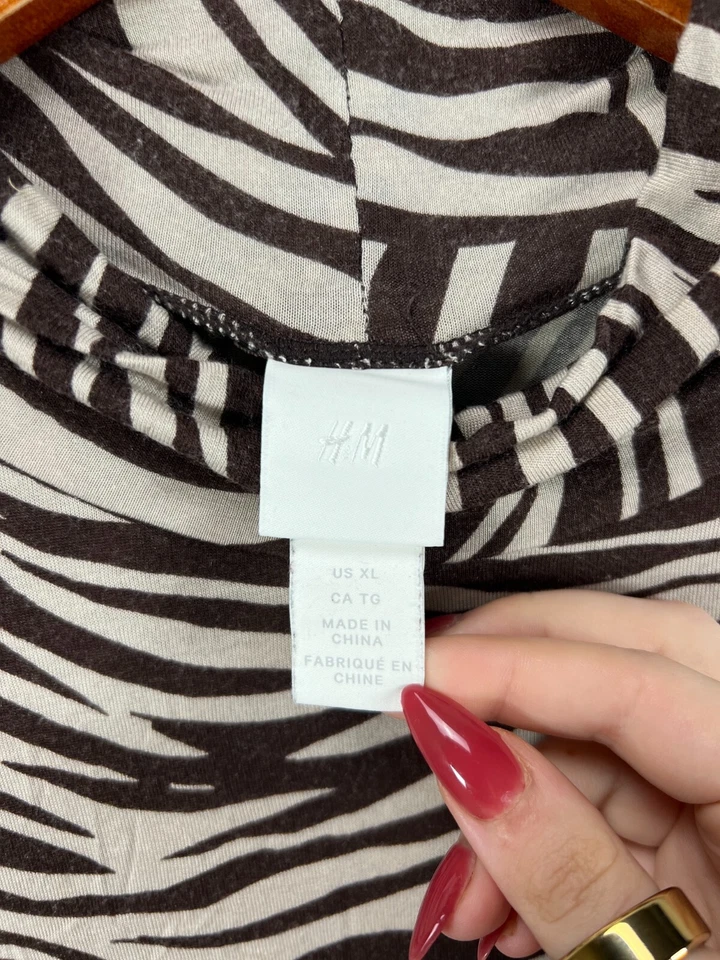 H&M
US XL
CA TG
MADE IN
CHINA
FABRIQUÉ EN
CHINE